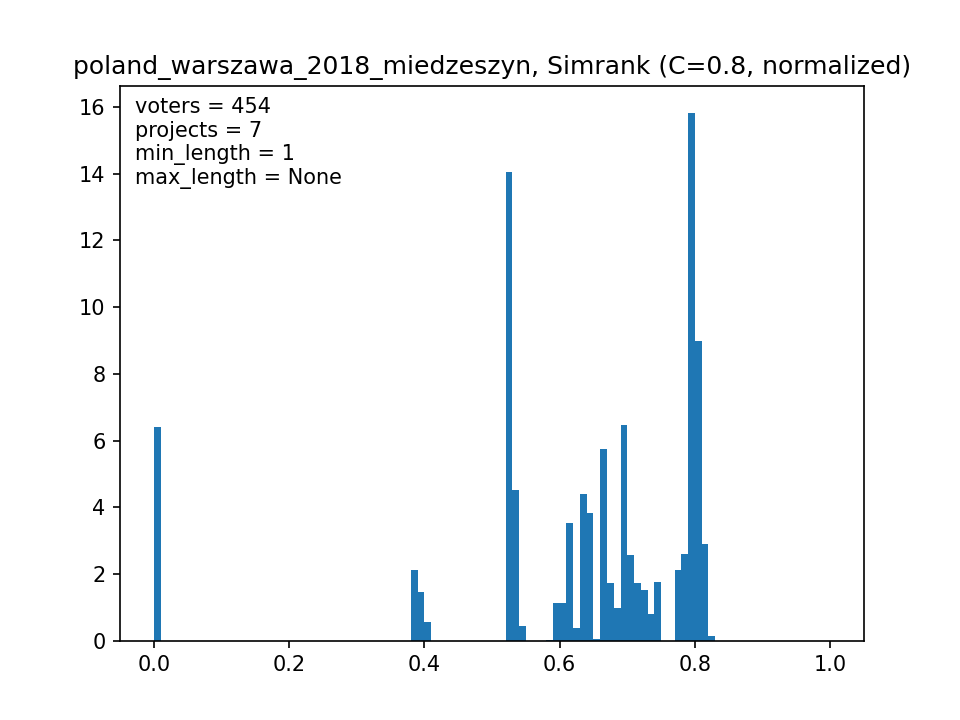 poland_warszawa_2018_miedzeszyn, Simrank (C=0.8, normalized)
voters = 454
projects = 7
min_length = 1
max_length = None
16
14
12
10
8
6
4
2
0
0.0 0.2 0.4 0.6 0.8 1.0